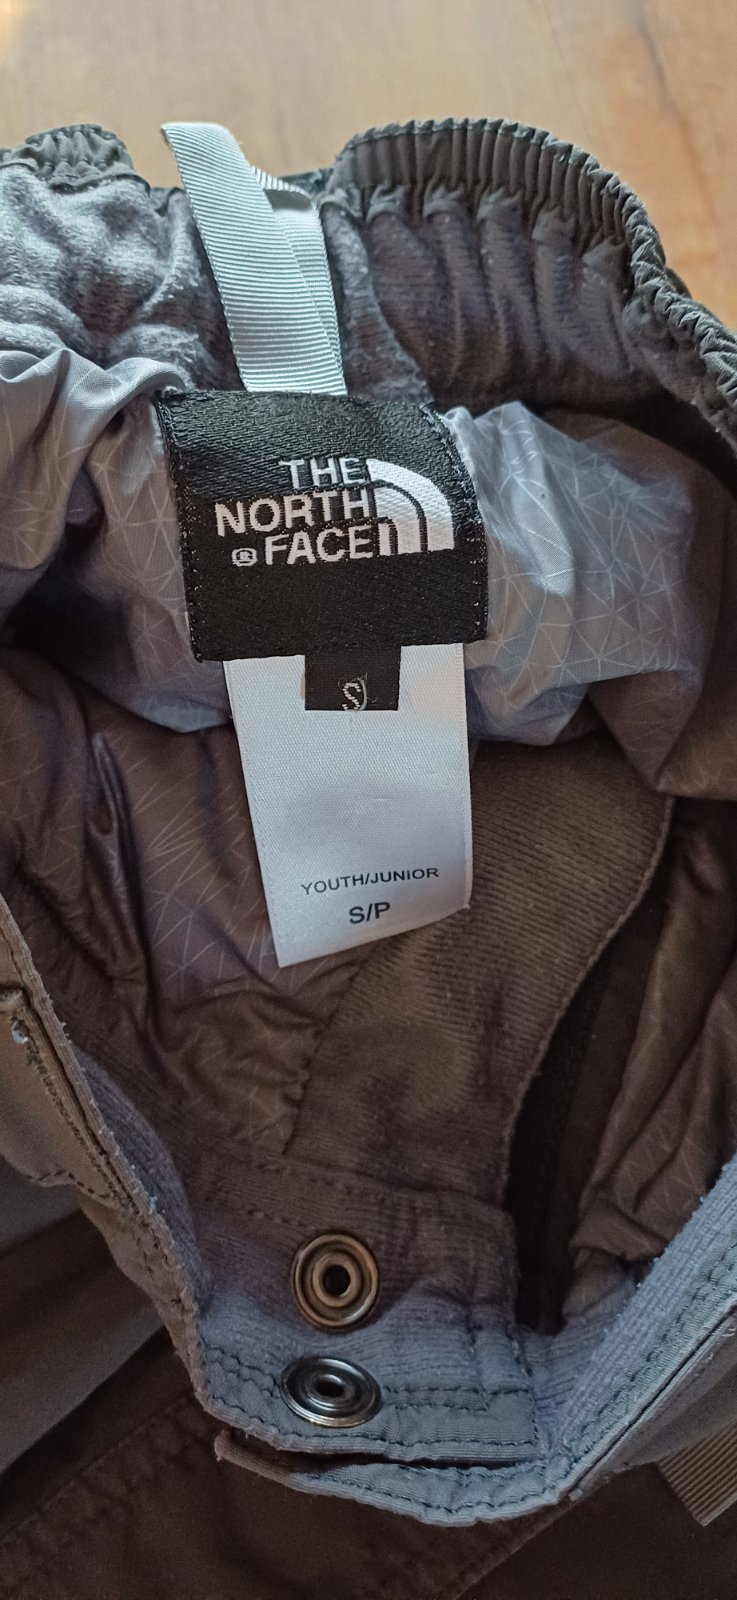 THE
NORTH
® FACE
S
YOUTH/JUNIOR
S/P